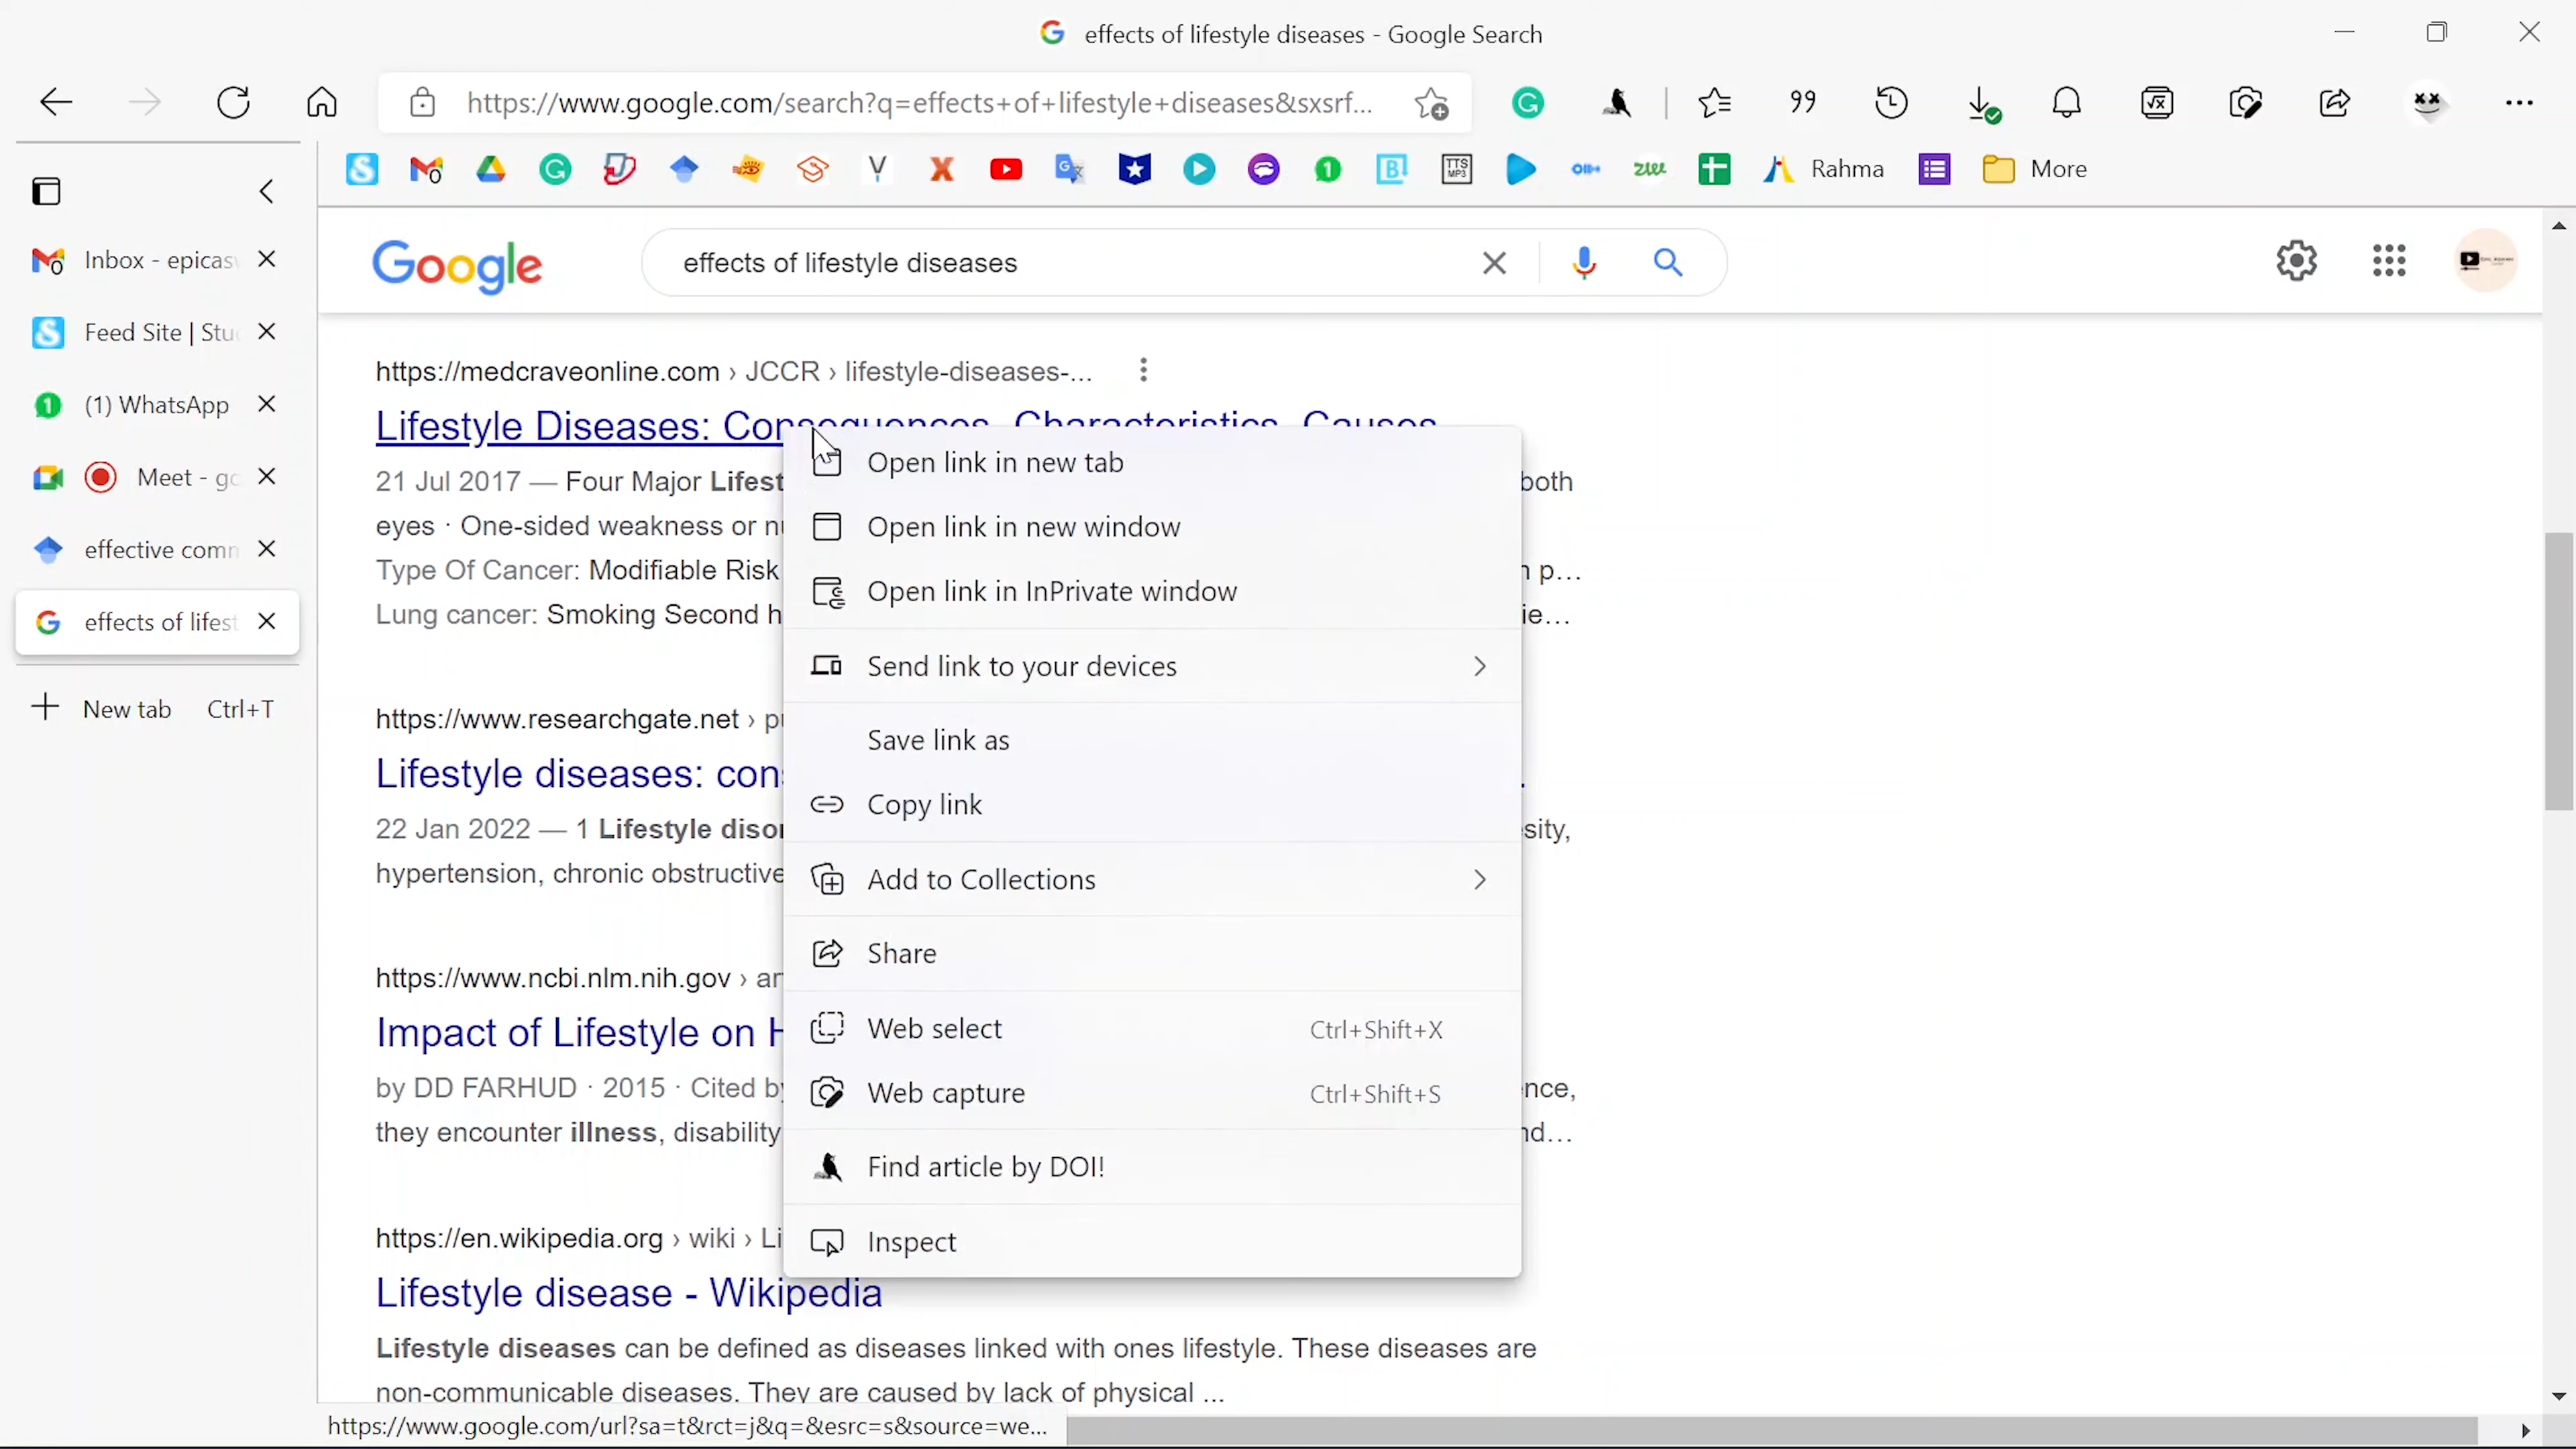 effects of lifestyle diseases - Google Search
https://www.google.com/search?q=effects+of+lifestyle+diseases&sxsrf...
99
Rahma
More
Inbox - epicas
Feed Site | Stu
(1) WhatsApp
Meet - go
effective comm
effects of lifest
New tab Ctrl+T
Google
effects of lifestyle diseases
https://medcraveonline.com › JCCR › lifestyle-diseases-...
Lifestyle Diseases: Consequences, Characteristics, Causes
21 Jul 2017 — Four Major Lifest both
eyes · One-sided weakness or nu
Type Of Cancer: Modifiable Risk p...
Lung cancer: Smoking Second h ie...
https://www.researchgate.net › pu
Lifestyle diseases: cons
22 Jan 2022 — 1 Lifestyle disor sity,
hypertension, chronic obstructive
https://www.ncbi.nlm.nih.gov › ar
Impact of Lifestyle on H
by DD FARHUD · 2015 · Cited by nce,
they encounter illness, disability nd...
https://en.wikipedia.org › wiki › Li
Lifestyle disease - Wikipedia
Lifestyle diseases can be defined as diseases linked with ones lifestyle. These diseases are
non-communicable diseases. They are caused by lack of physical ...
https://www.google.com/url?sa=t&rct=j&q=&esrc=s&source=we...
Open link in new tab
Open link in new window
Open link in InPrivate window
Send link to your devices
Save link as
Copy link
Add to Collections
Share
Web select Ctrl+Shift+X
Web capture Ctrl+Shift+S
Find article by DOI!
Inspect